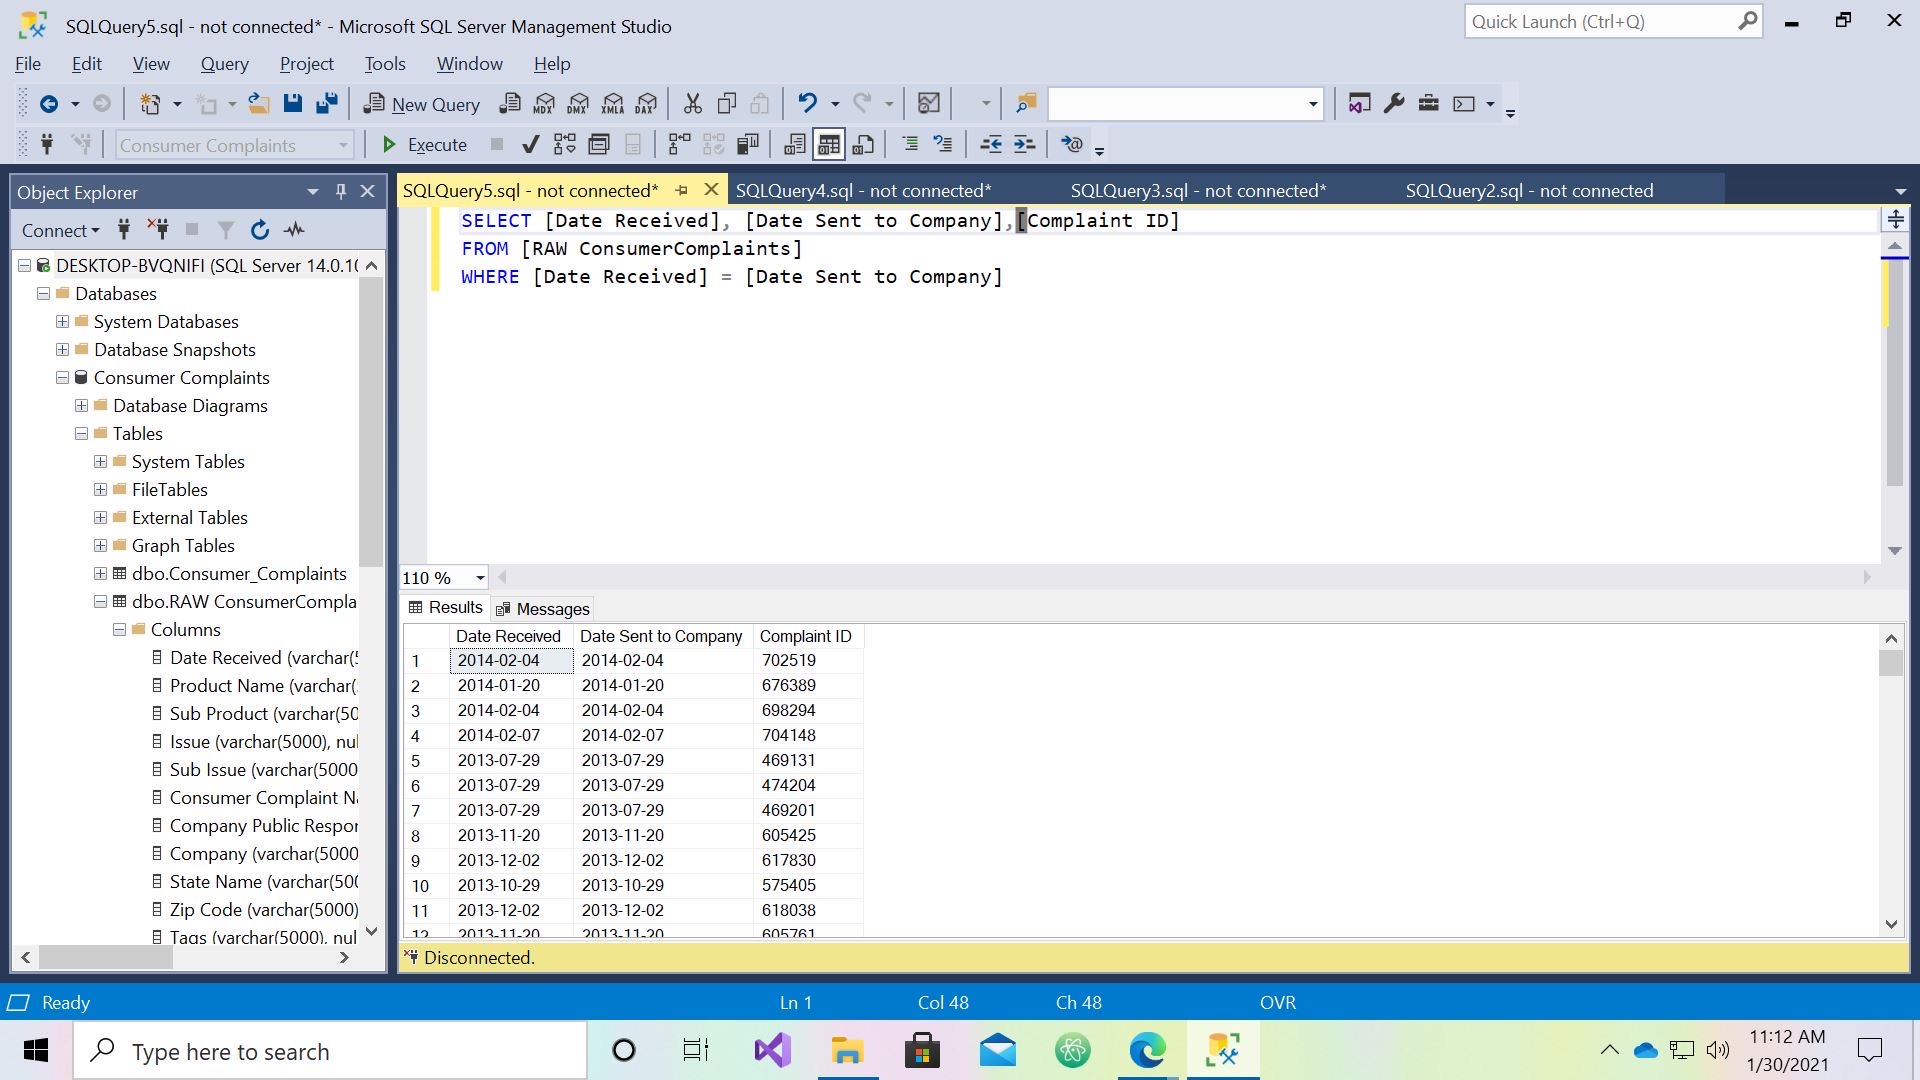 SQLQuery5.sql - not connected* - Microsoft SQL Server Management Studio
Quick Launch (Ctrl+Q)
File Edit View Query Project Tools Window Help
New Query MDX DMX XMLA DAX
Consumer Complaints Execute
Object Explorer
SQLQuery5.sql - not connected* SQLQuery4.sql - not connected* SQLQuery3.sql - not connected* SQLQuery2.sql - not connected
Connect
DESKTOP-BVQNIFI (SQL Server 14.0.10
Databases
System Databases
Database Snapshots
Consumer Complaints
Database Diagrams
Tables
System Tables
FileTables
External Tables
Graph Tables
dbo.Consumer_Complaints
dbo.RAW ConsumerCompla
Columns
Date Received (varchar(5
Product Name (varchar(
Sub Product (varchar(50
Issue (varchar(5000), nul
Sub Issue (varchar(5000
Consumer Complaint Na
Company Public Respor
Company (varchar(5000
State Name (varchar(500
Zip Code (varchar(5000)
Tags (varchar(5000), nul
SELECT [Date Received], [Date Sent to Company],[Complaint ID]
FROM [RAW ConsumerComplaints]
WHERE [Date Received] = [Date Sent to Company]
110 %
Results Messages
Date Received Date Sent to Company Complaint ID
1 2014-02-04 2014-02-04 702519
2 2014-01-20 2014-01-20 676389
3 2014-02-04 2014-02-04 698294
4 2014-02-07 2014-02-07 704148
5 2013-07-29 2013-07-29 469131
6 2013-07-29 2013-07-29 474204
7 2013-07-29 2013-07-29 469201
8 2013-11-20 2013-11-20 605425
9 2013-12-02 2013-12-02 617830
10 2013-10-29 2013-10-29 575405
11 2013-12-02 2013-12-02 618038
12 2013-11-20 2013-11-20 605761
Disconnected.
Ready Ln 1 Col 48 Ch 48 OVR
Type here to search
11:12 AM
1/30/2021